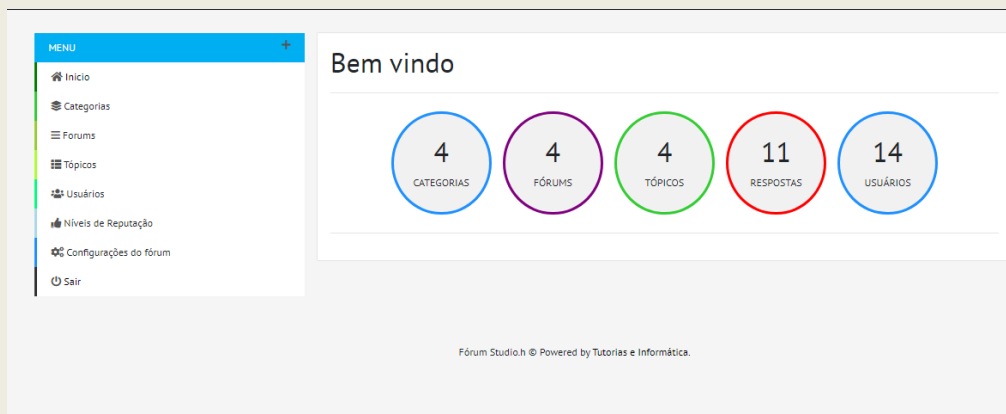 MENU
Início
Categorias
Forums
Tópicos
Usuários
Níveis de Reputação
Configurações do fórum
Sair
Bem vindo
4
CATEGORIAS
4
FÓRUMS
4
TÓPICOS
11
RESPOSTAS
14
USUÁRIOS
Fórum Studio.h © Powered by Tutorias e Informática.